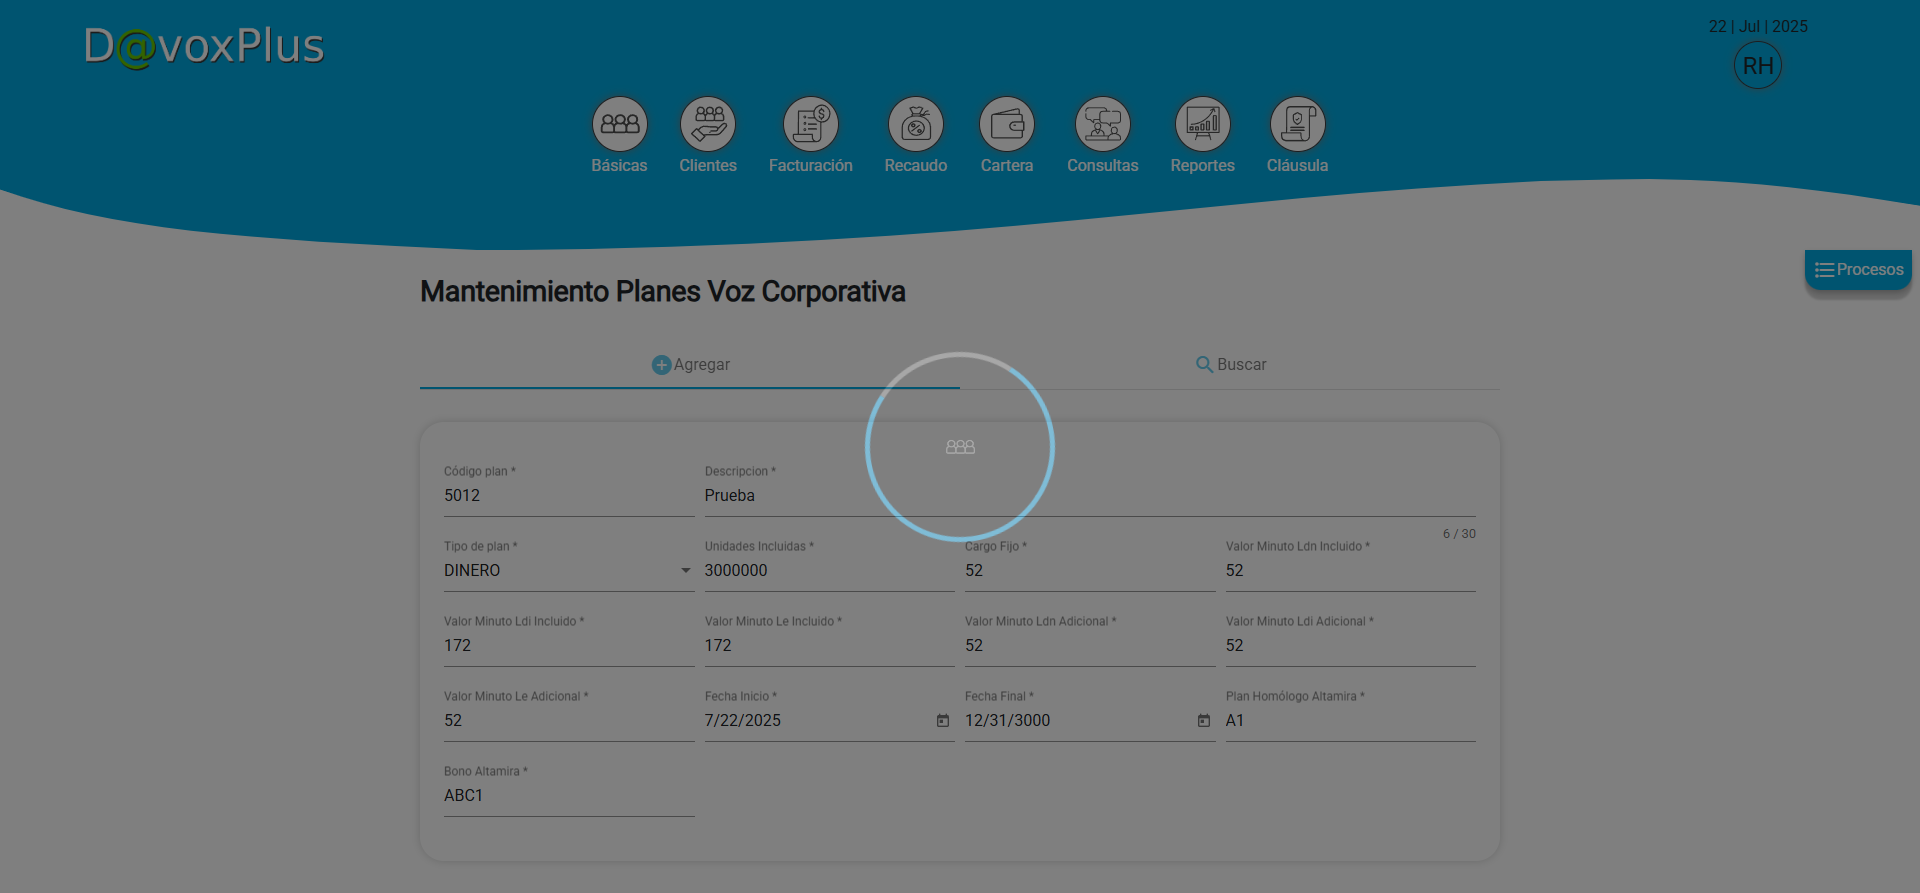 D@voxPlus
22 | Jul | 2025
RH
Básicas Clientes Facturación Recaudo Cartera Consultas Reportes Cláusula
Procesos
Mantenimiento Planes Voz Corporativa
Agregar Buscar
Código plan * Descripcion *
5012 Prueba
6 / 30
Tipo de plan * Unidades Incluidas * Cargo Fijo * Valor Minuto Ldn Incluido *
DINERO 3000000 52 52
Valor Minuto Ldi Incluido * Valor Minuto Le Incluido * Valor Minuto Ldn Adicional * Valor Minuto Ldi Adicional *
172 172 52 52
Valor Minuto Le Adicional * Fecha Inicio * Fecha Final * Plan Homólogo Altamira *
52 7/22/2025 12/31/3000 A1
Bono Altamira *
ABC1